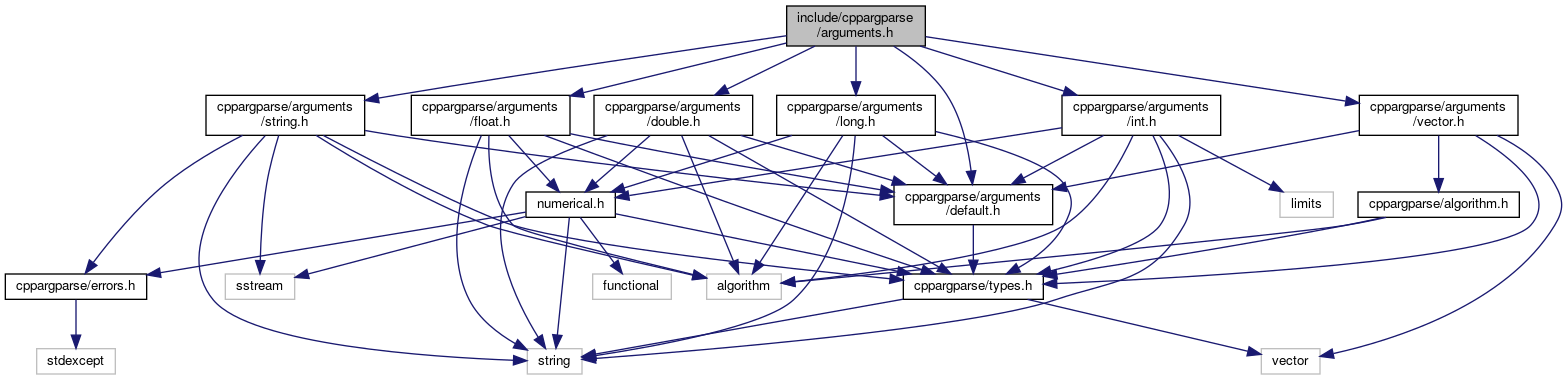 include/cppargparse
/arguments.h
cppargparse/arguments
/string.h
cppargparse/arguments
/float.h
cppargparse/arguments
/double.h
cppargparse/arguments
/long.h
cppargparse/arguments
/int.h
cppargparse/arguments
/vector.h
numerical.h
cppargparse/arguments
/default.h
limits
cppargparse/algorithm.h
cppargparse/errors.h
sstream
functional
algorithm
cppargparse/types.h
stdexcept
string
vector